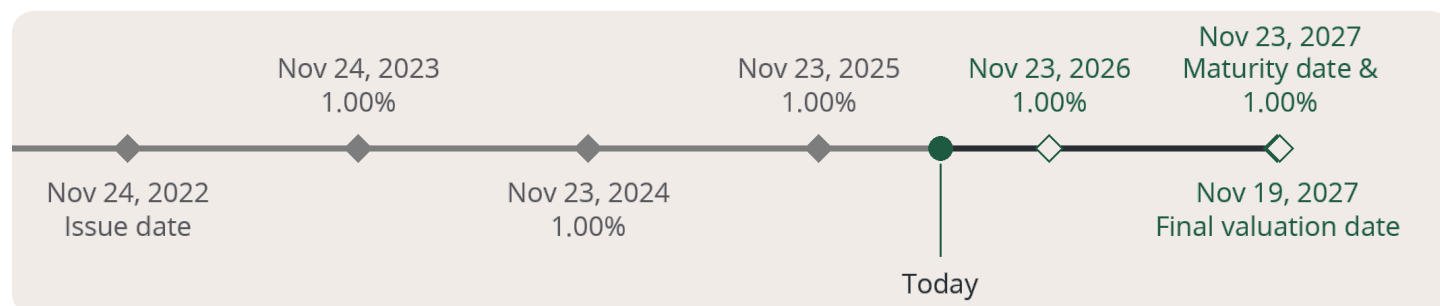 Nov 23, 2027
Nov 24, 2023
Nov 23, 2025
Nov 23, 2026
Maturity date &
1.00%
1.00%
1.00%
1.00%
Nov 24, 2022
Nov 23, 2024
Nov 19, 2027
Issue date
1.00%
Final valuation date
Today